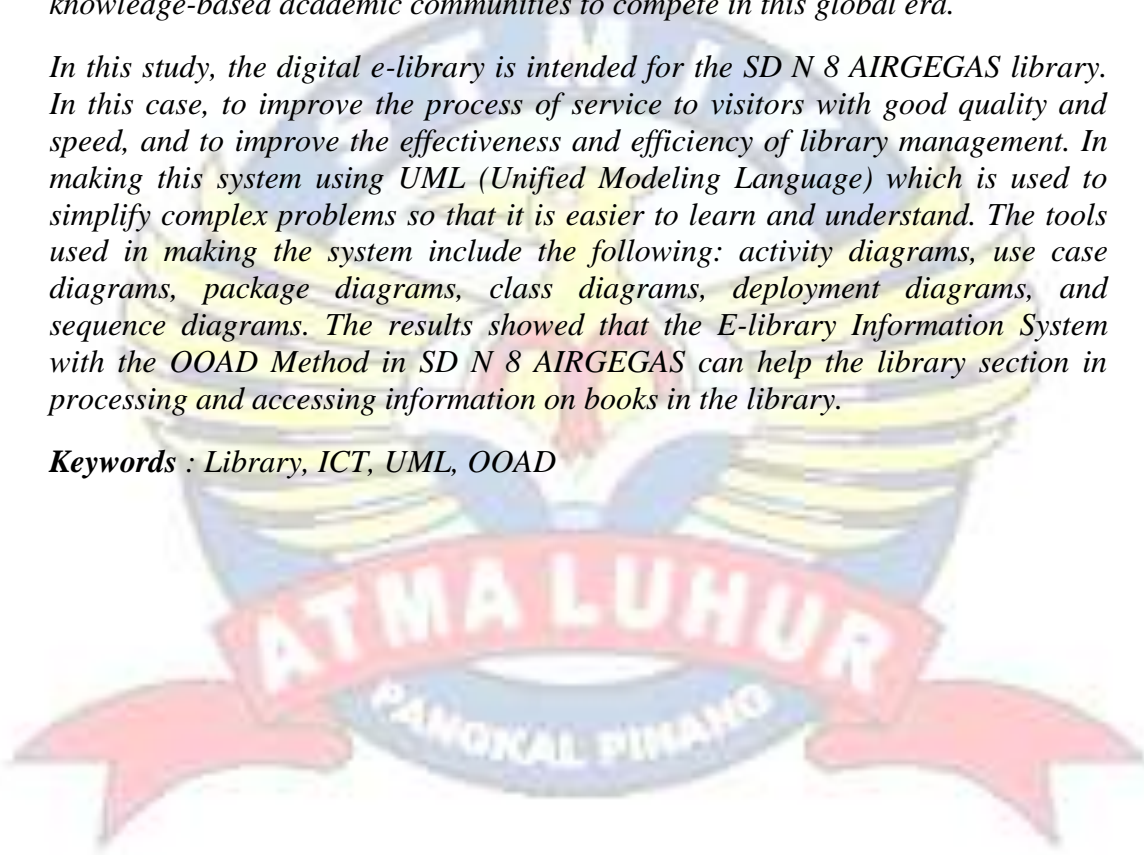 knowledge-based academic communities to compete in this global era.
STMIK
In this study, the digital e-library is intended for the SD N 8 AIRGEGAS library.
In this case, to improve the process of service to visitors with good quality and
speed, and to improve the effectiveness and efficiency of library management. In
making this system using UML (Unified Modeling Language) which is used to
simplify complex problems so that it is easier to learn and understand. The tools
used in making the system include the following: activity diagrams, use case
diagrams, package diagrams, class diagrams, deployment diagrams, and
sequence diagrams. The results showed that the E-library Information System
with the OOAD Method in SD N 8 AIRGEGAS can help the library section in
processing and accessing information on books in the library.
Keywords : Library, ICT, UML, OOAD
ATMA LUHUR
PANGKAL PINANG